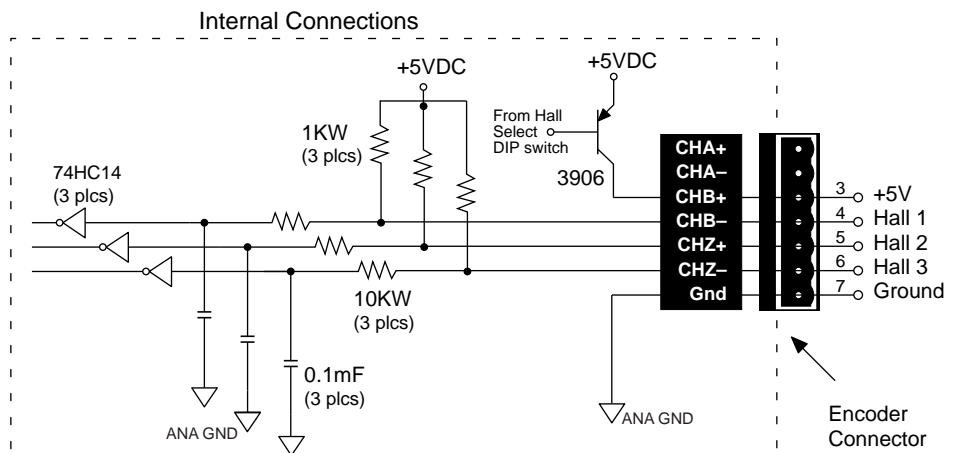 Internal Connections
+5VDC
+5VDC
From Hall
Select
DIP switch
1KW
(3 plcs)
3906
74HC14
(3 plcs)
CHA+
CHA–
CHB+
CHB–
CHZ+
CHZ–
Gnd
3 +5V
4 Hall 1
5 Hall 2
6 Hall 3
7 Ground
10KW
(3 plcs)
0.1mF
(3 plcs)
ANA GND
ANA GND
Encoder
Connector